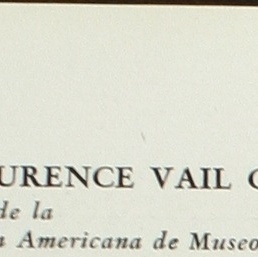 URENCE VAIL C
de la
a Americana de Museo